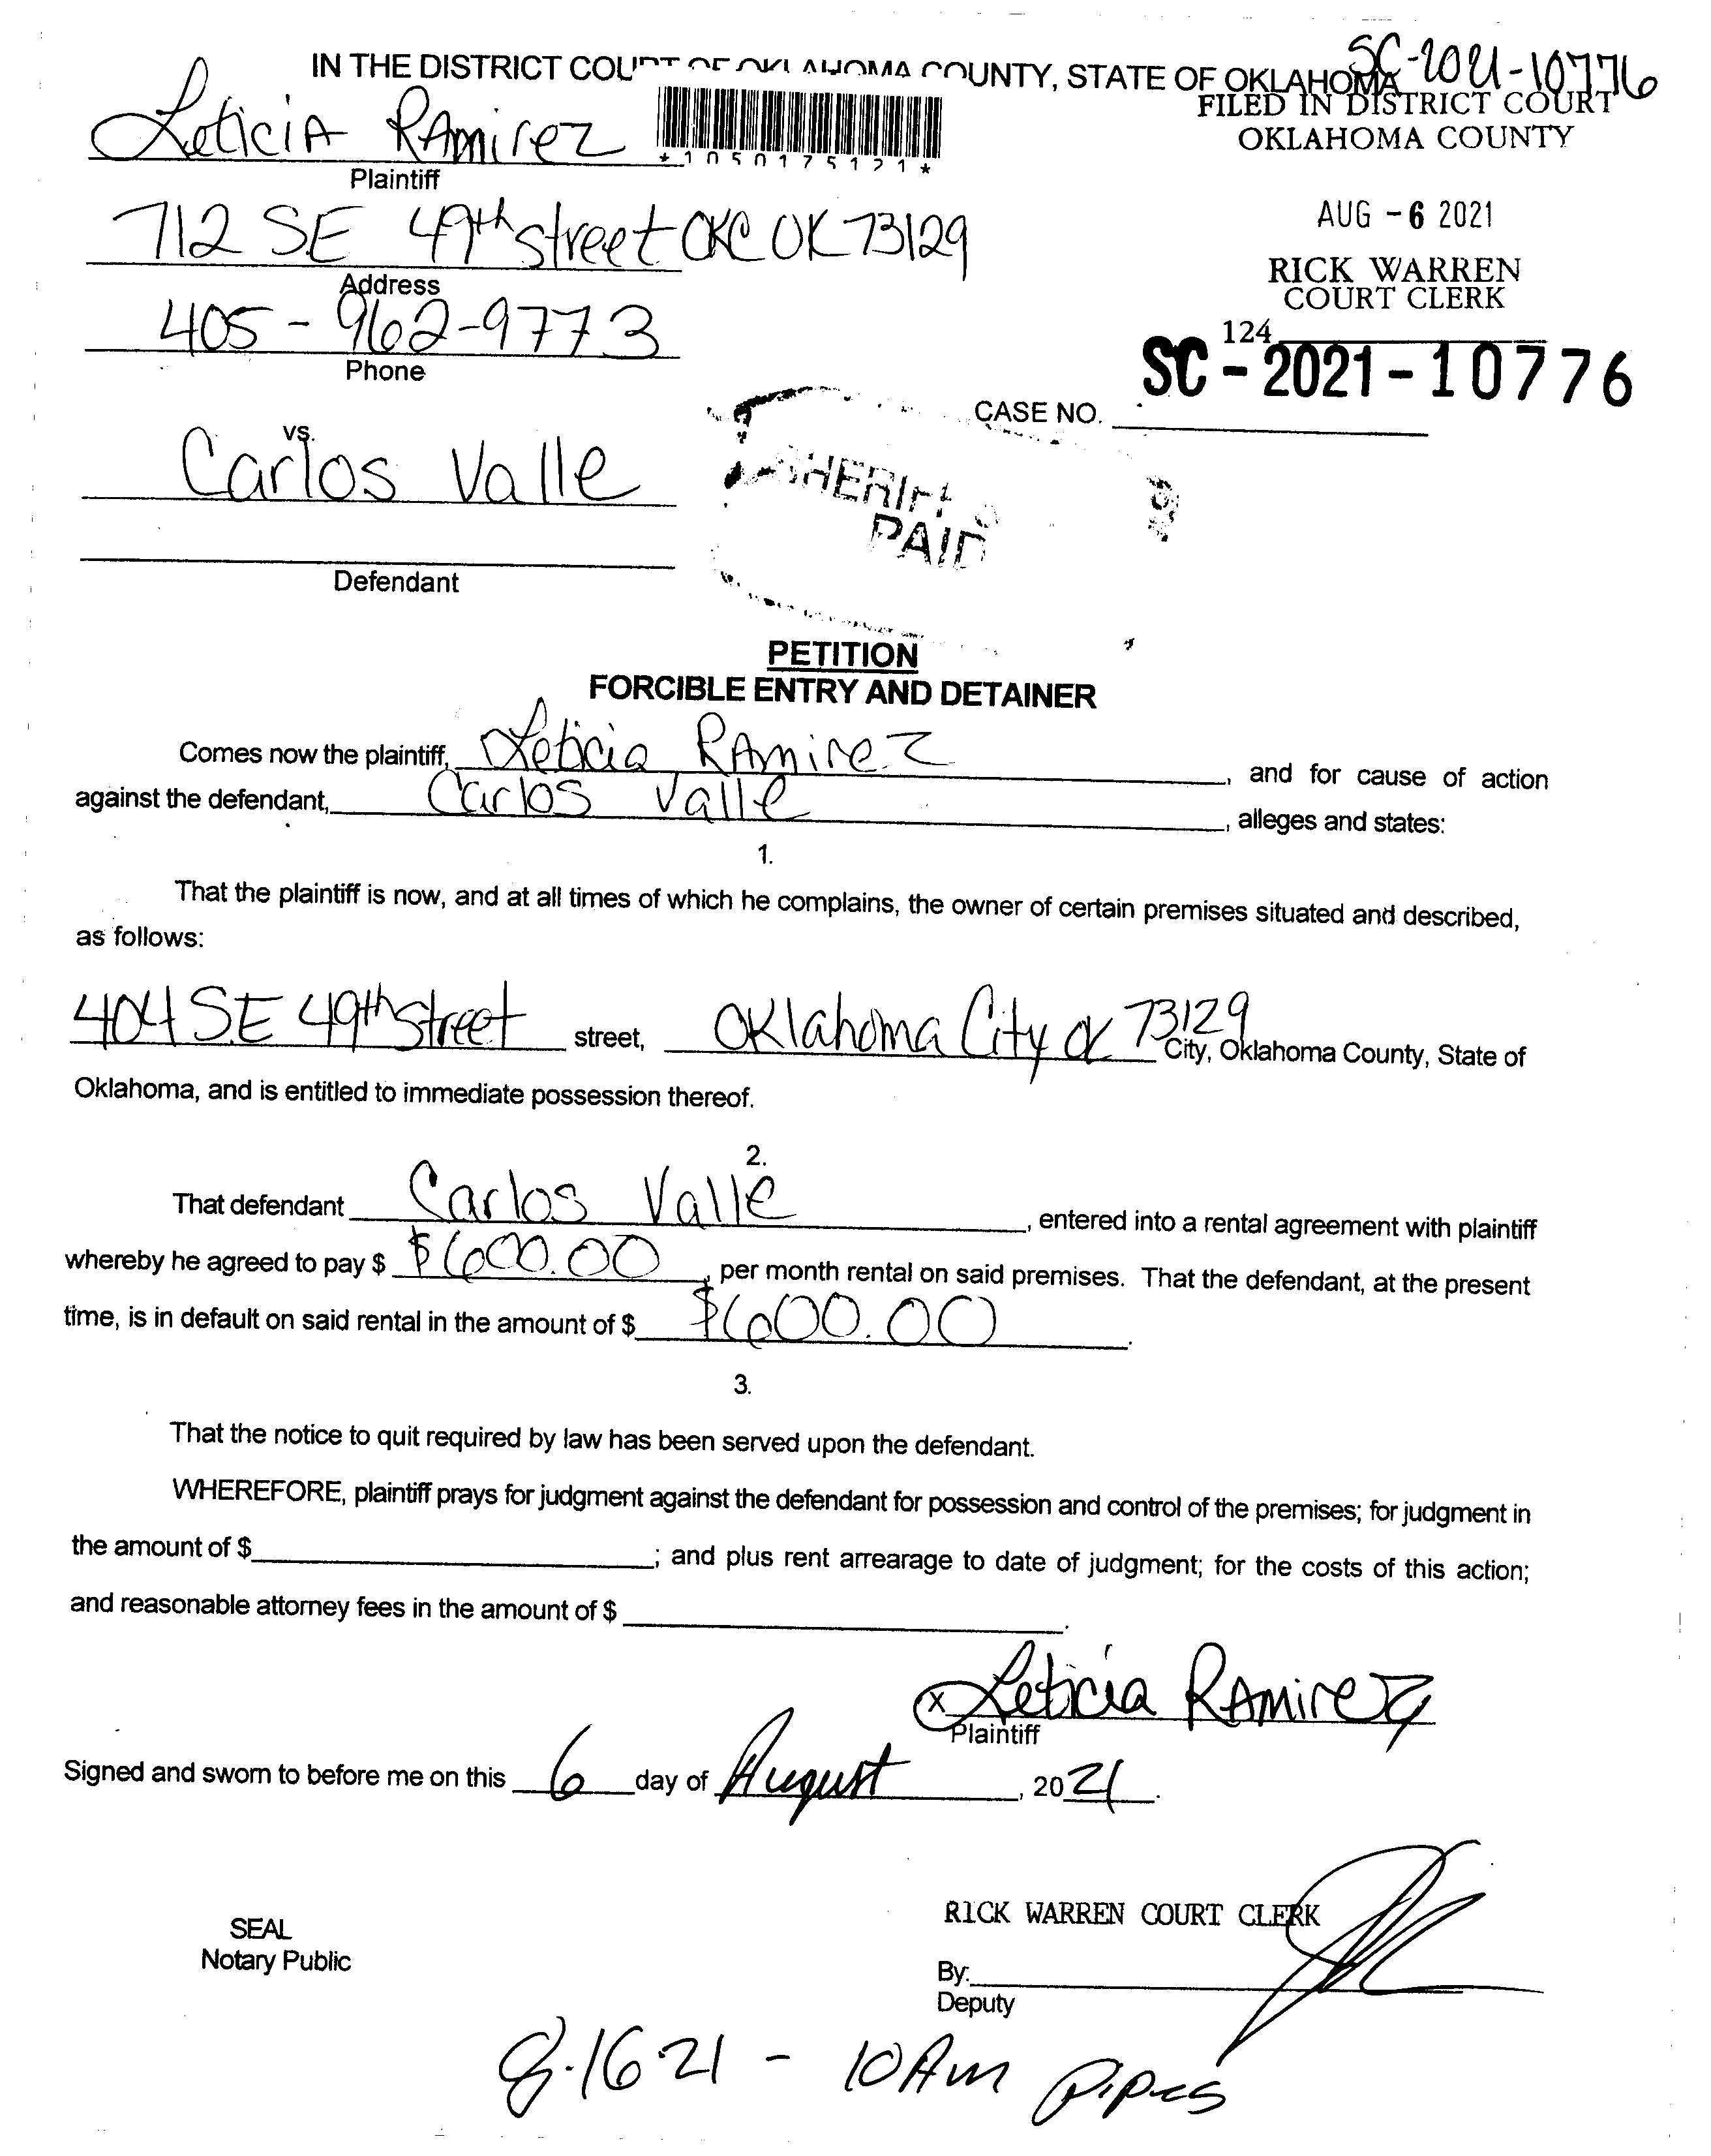 SC-2021-10776
IN THE DISTRICT COURT OF OKLAHOMA COUNTY, STATE OF OKLAHOMA
FILED IN DISTRICT COURT
OKLAHOMA COUNTY
Leticia Ramirez
*1050175121*
Plaintiff
AUG -6 2021
712 SE 49th street OKC OK 73129
Address
RICK WARREN
COURT CLERK
405-962-9773
Phone
124
SC-2021-10776
CASE NO.
vs.
Carlos Valle
SHERIFF
PAID
Defendant
PETITION
FORCIBLE ENTRY AND DETAINER
Comes now the plaintiff, Leticia Ramirez, and for cause of action
against the defendant, Carlos Valle, alleges and states:
1.
That the plaintiff is now, and at all times of which he complains, the owner of certain premises situated and described,
as follows:
404 S.E 49th Street street, Oklahoma City OK 73129 City, Oklahoma County, State of
Oklahoma, and is entitled to immediate possession thereof.
2.
That defendant Carlos Valle, entered into a rental agreement with plaintiff
whereby he agreed to pay $ $600.00, per month rental on said premises. That the defendant, at the present
time, is in default on said rental in the amount of $ $600.00.
3.
That the notice to quit required by law has been served upon the defendant.
WHEREFORE, plaintiff prays for judgment against the defendant for possession and control of the premises; for judgment in
the amount of $ ; and plus rent arrearage to date of judgment; for the costs of this action;
and reasonable attorney fees in the amount of $ .
X Leticia Ramirez
Plaintiff
Signed and sworn to before me on this 6 day of August, 2021.
RICK WARREN COURT CLERK
SEAL
Notary Public
By:
Deputy
8-16-21 - 10 Am Pipes